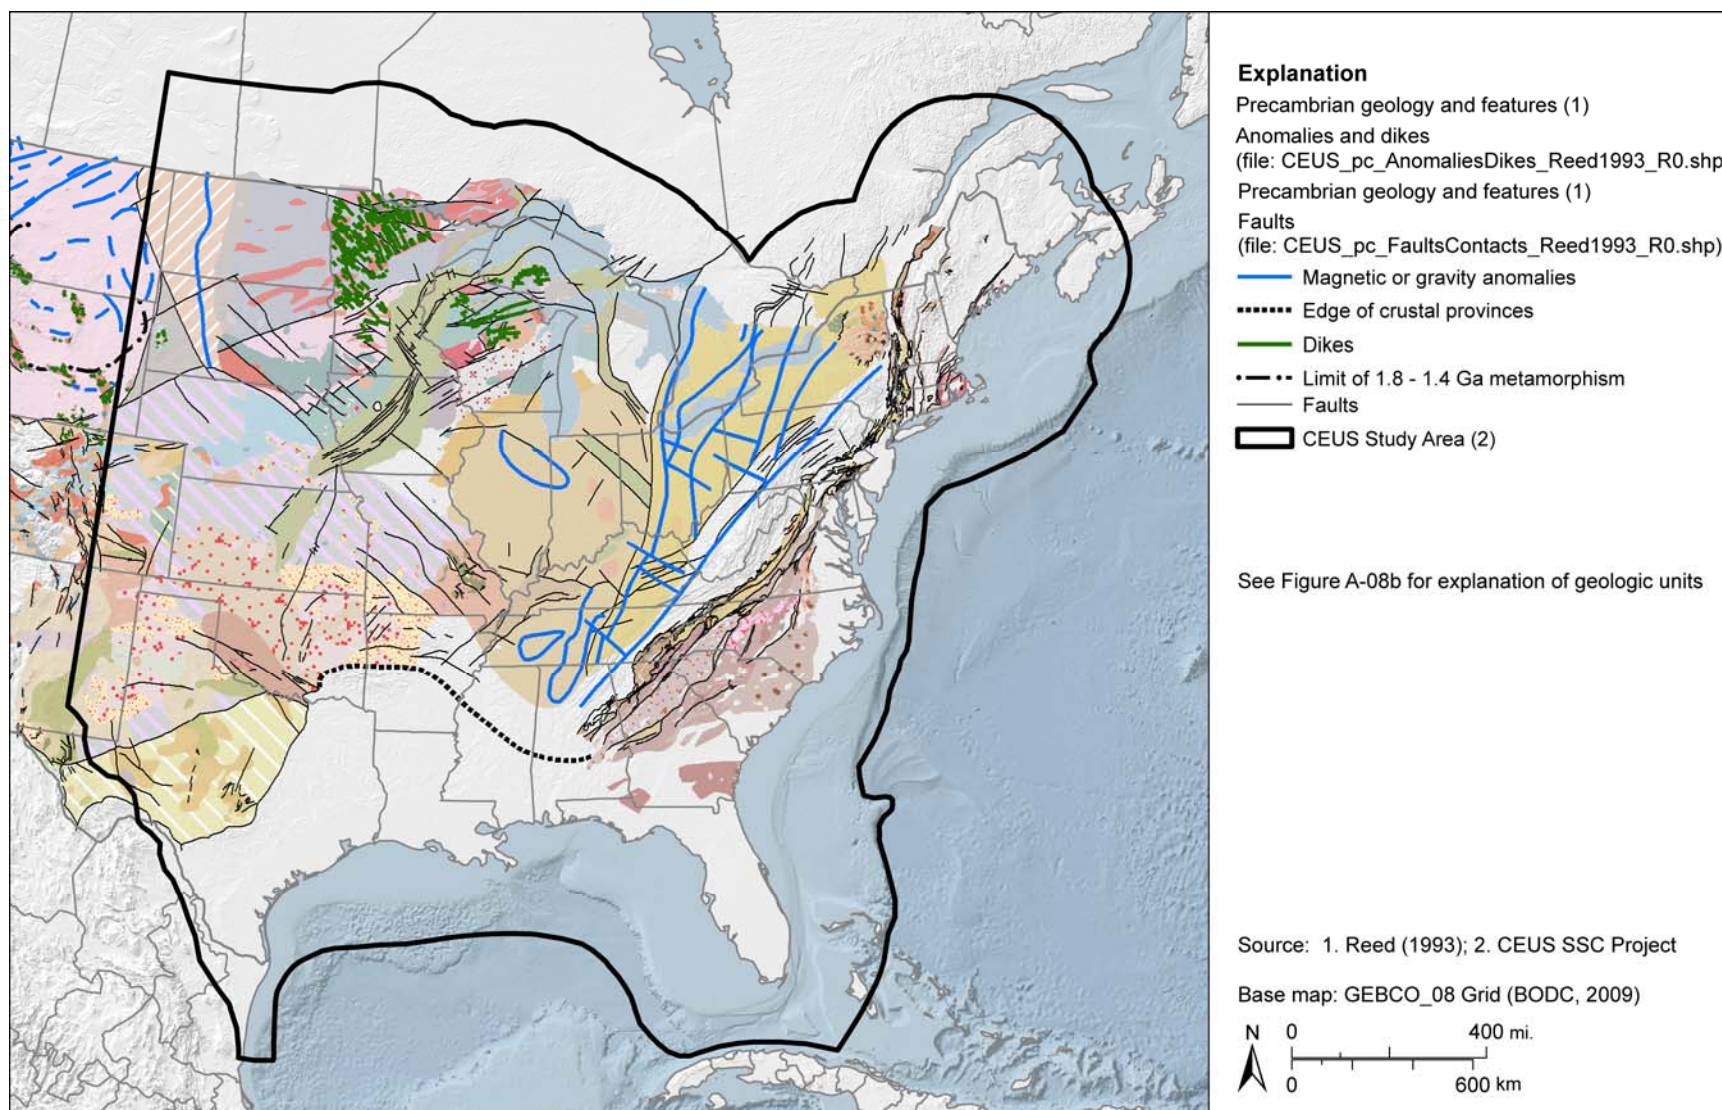 Explanation
Precambrian geology and features (1)
Anomalies and dikes
(file: CEUS_pc_AnomaliesDikes_Reed1993_R0.shp
Precambrian geology and features (1)
Faults
(file: CEUS_pc_FaultsContacts_Reed1993_R0.shp)
Magnetic or gravity anomalies
Edge of crustal provinces
Dikes
Limit of 1.8 - 1.4 Ga metamorphism
Faults
CEUS Study Area (2)
See Figure A-08b for explanation of geologic units
Source: 1. Reed (1993); 2. CEUS SSC Project
Base map: GEBCO_08 Grid (BODC, 2009)
N 0 400 mi.
0 600 km